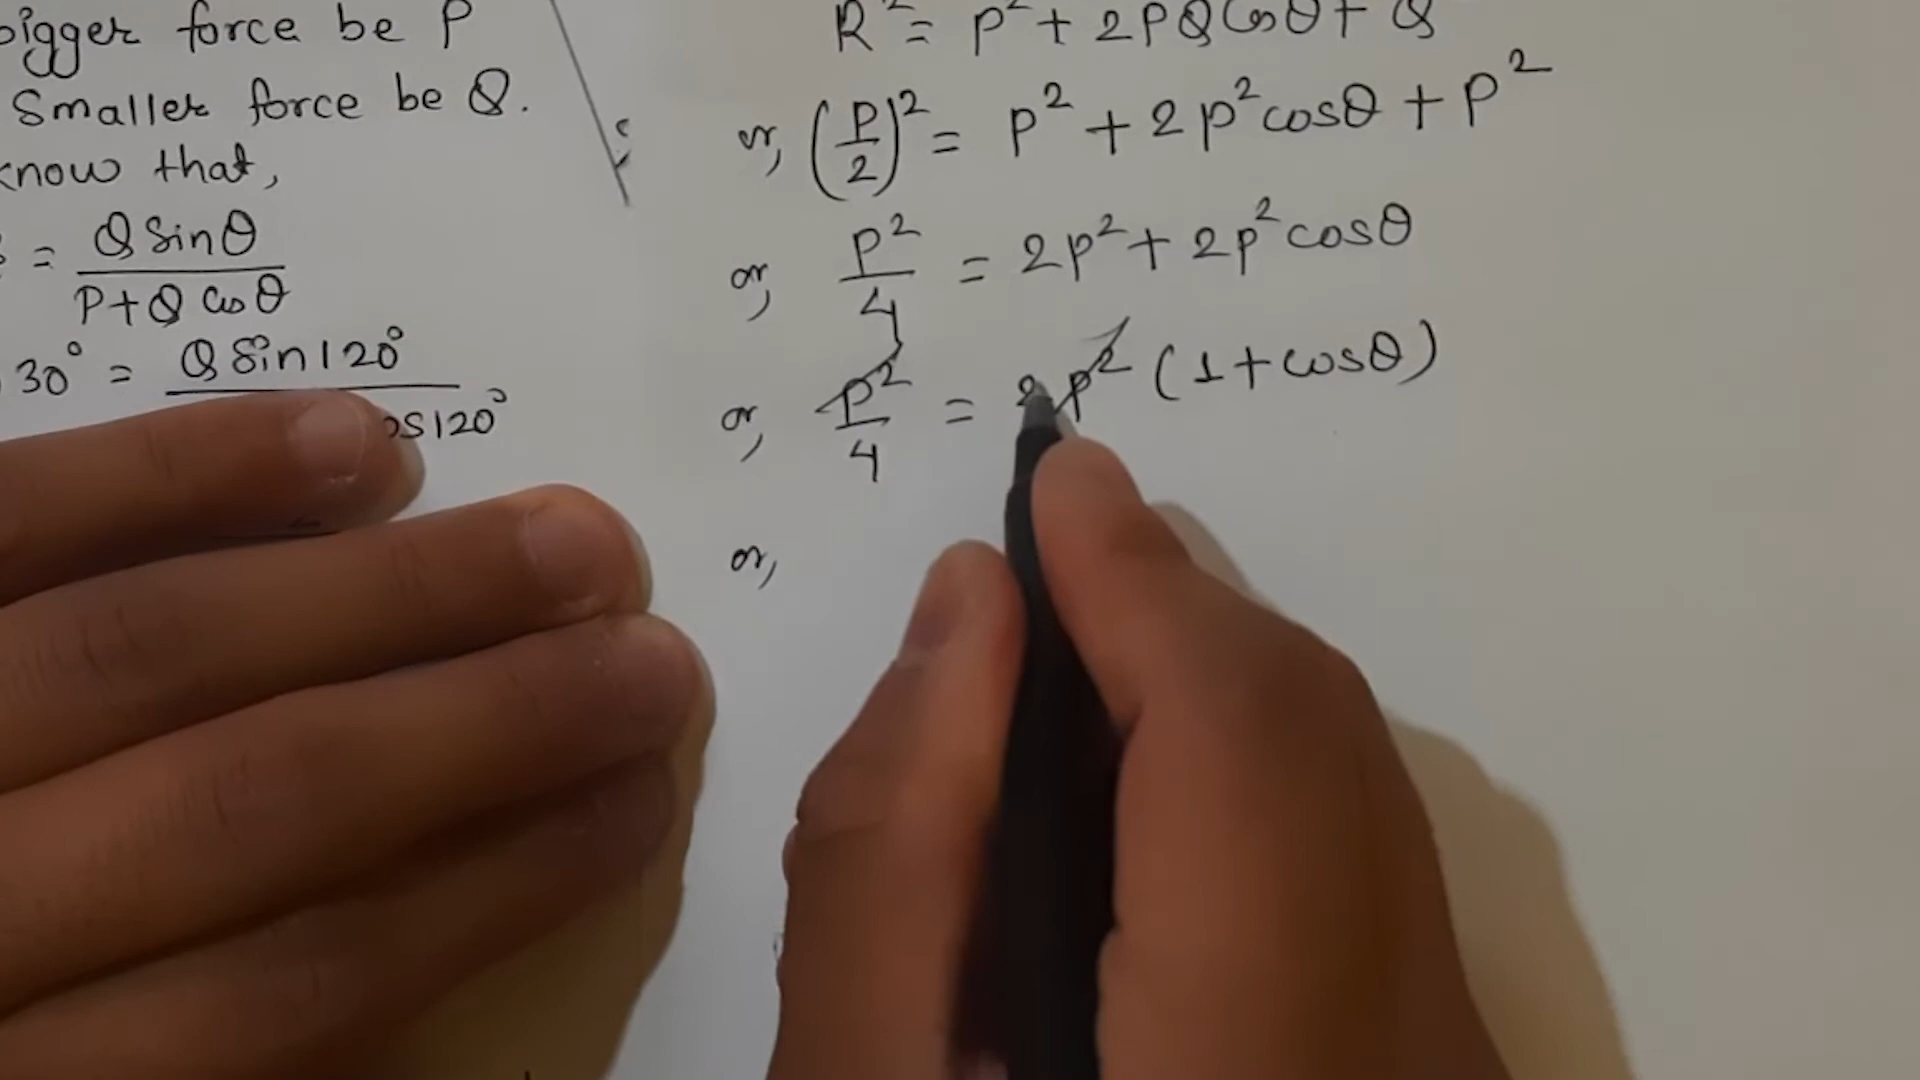 bigger force be P
Smaller force be Q.
know that,
= Q Sinθ / P+Q Cosθ
30° = Q Sin120° / os120°
R² = P² + 2PQ Cosθ + Q
or, (P/2)² = P² + 2P² cosθ + P²
or, P²/4 = 2P² + 2P² cosθ
or, P²/4 = 2P² (1+cosθ)
or,